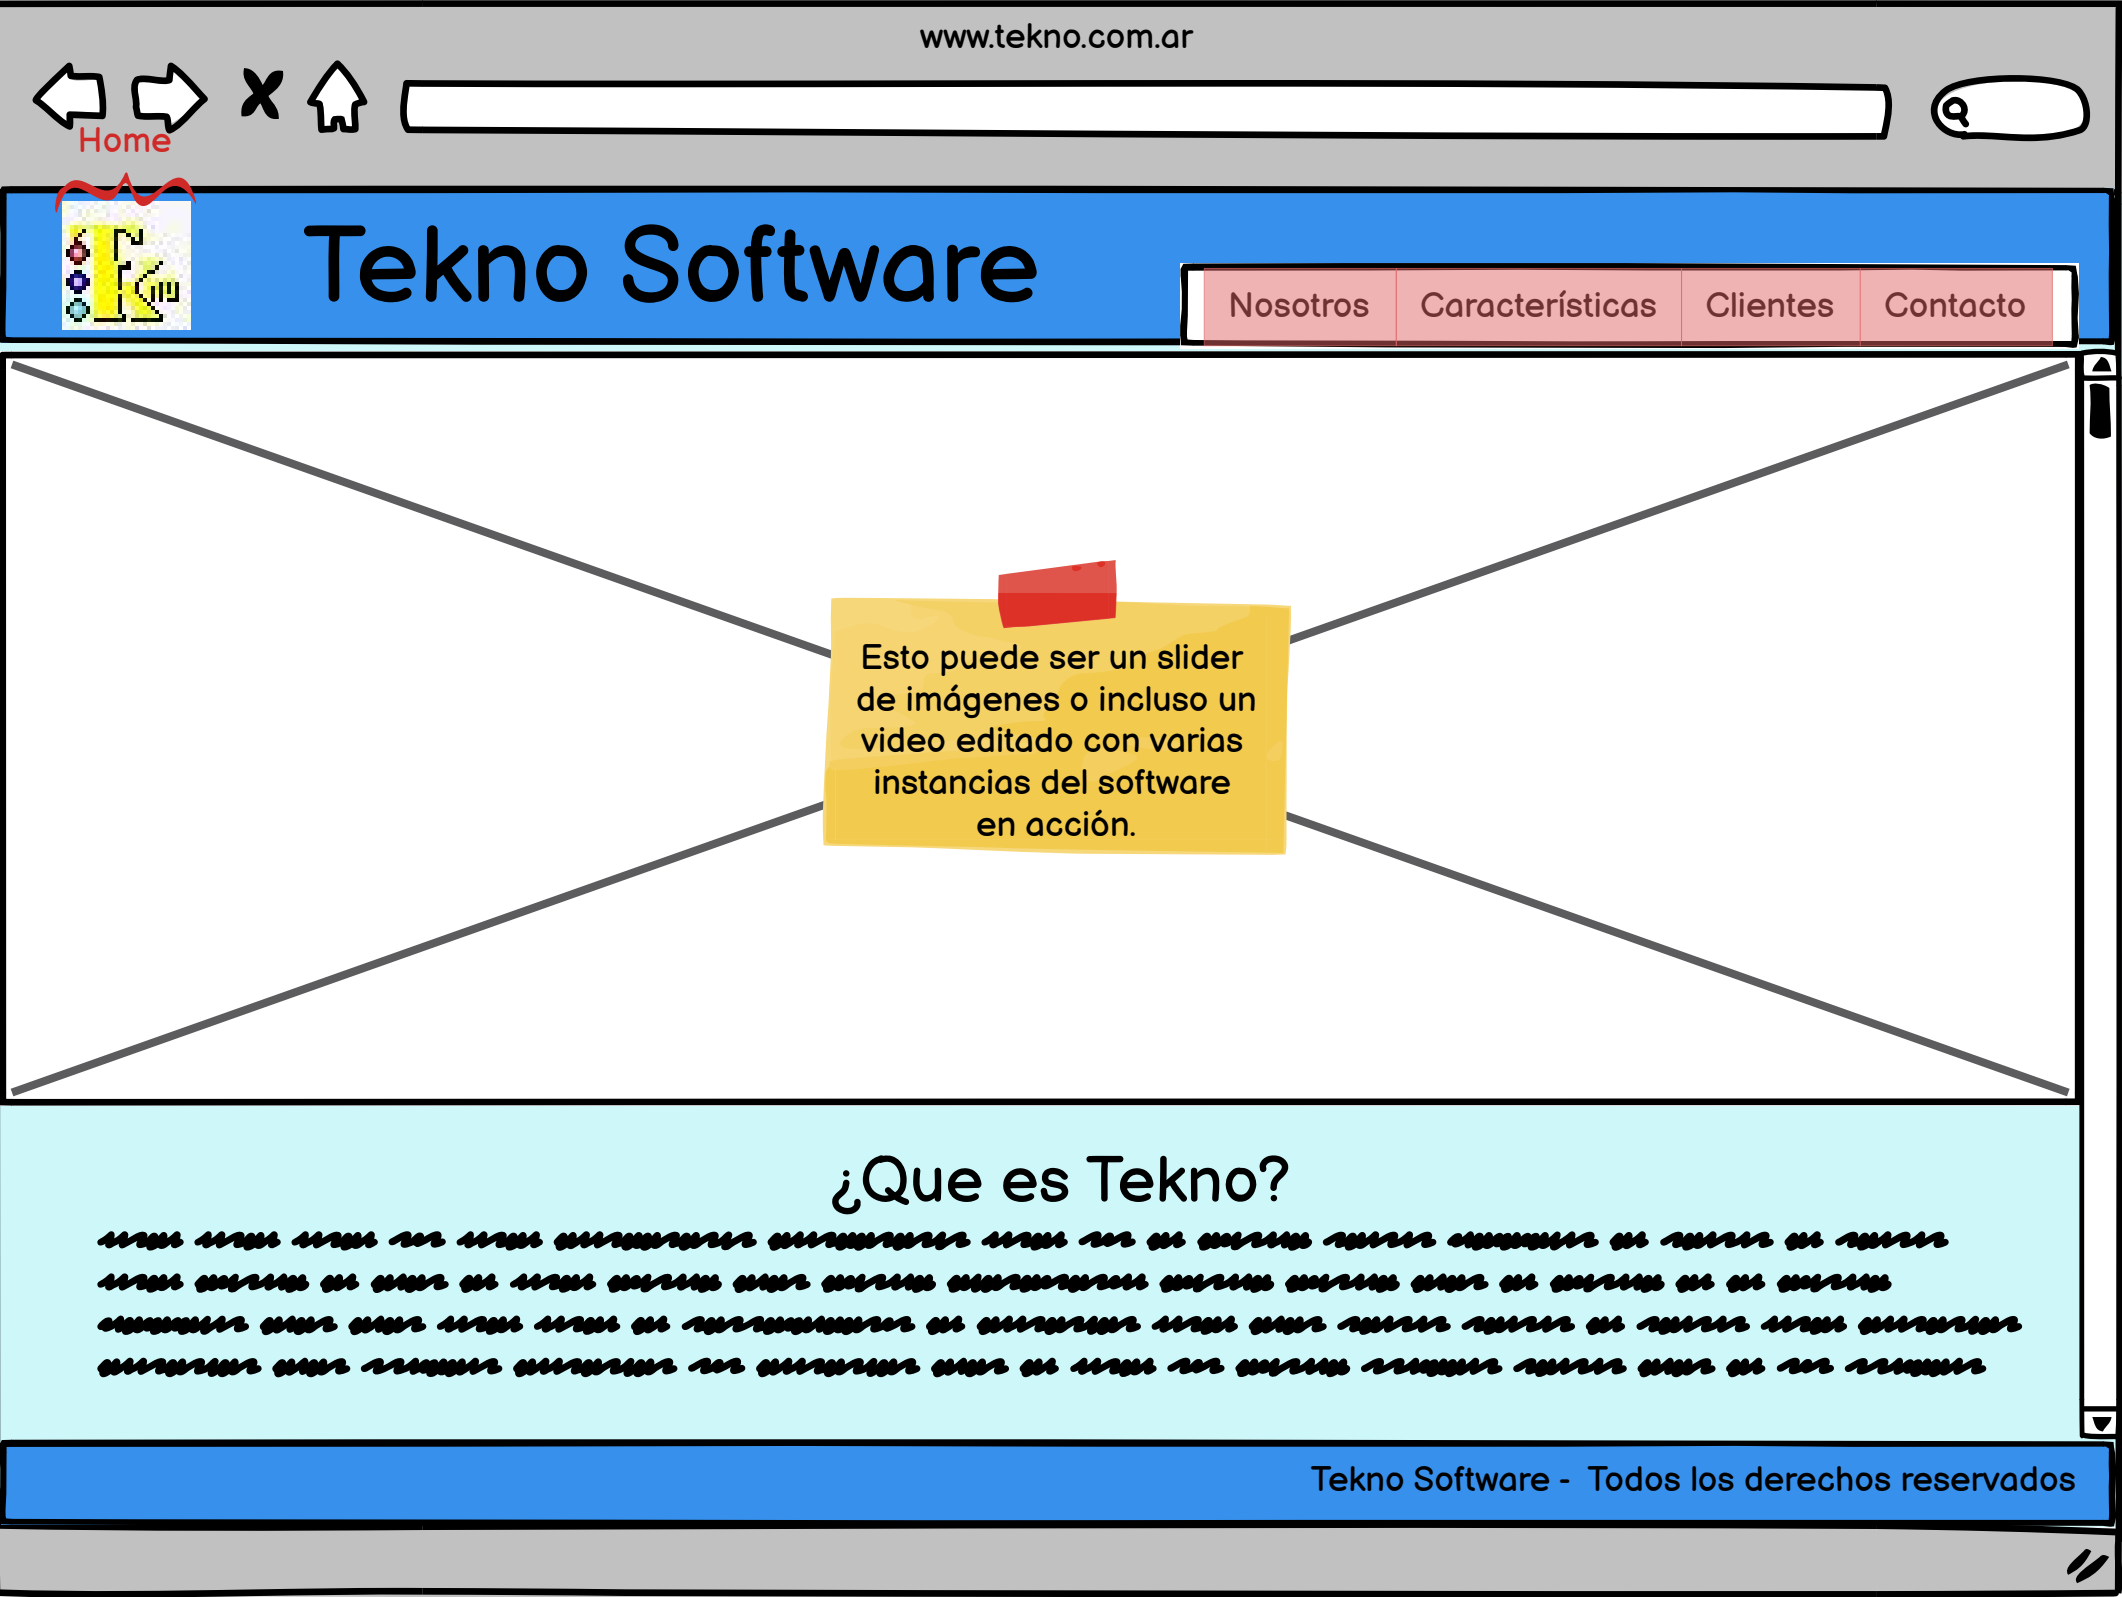 www.tekno.com.ar
Home
Tekno Software
Nosotros Características Clientes Contacto
Esto puede ser un slider
de imágenes o incluso un
video editado con varias
instancias del software
en acción.
¿Que es Tekno?
Tekno Software - Todos los derechos reservados